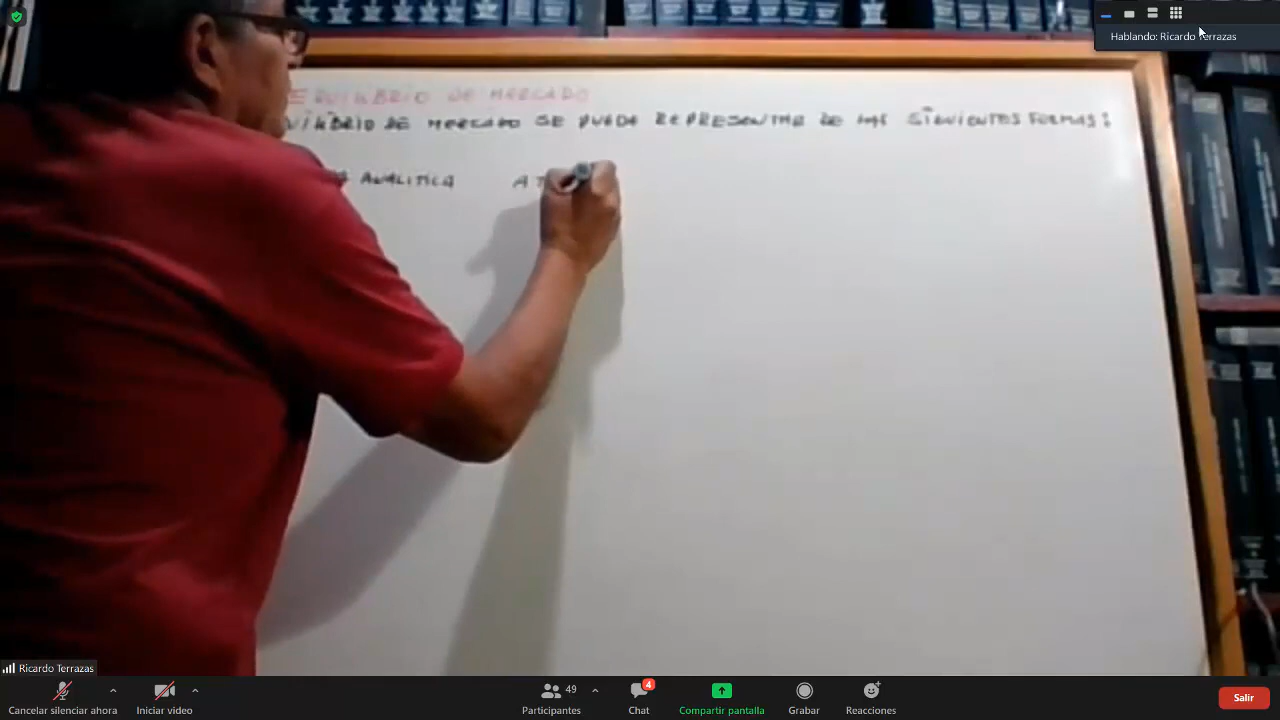 Hablando: Ricardo Terrazas
EQUILIBRIO DE MERCADO
DE MERCADO SE PUEDE REPRESENTAR DE LAS SIGUIENTES FORMAS:
ANALITICA A T
Ricardo Terrazas
Cancelar silenciar ahora
Iniciar video
49
Participantes
4
Chat
Compartir pantalla
Grabar
Reacciones
Salir